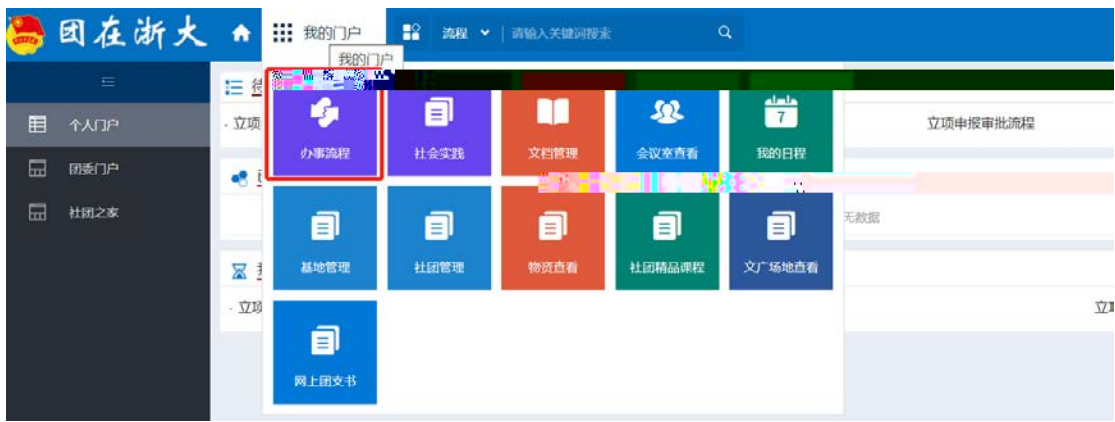 团在浙大
我的门户
流程
请输入关键词搜索
我的门户
个人门户
团委门户
社团之家
· 立项
立项申报审批流程
办事流程
社会实践
文档管理
会议室查看
7
我的日程
无数据
基地管理
社团管理
物资查看
社团精品课程
文广场地查看
· 立项
网上团支书